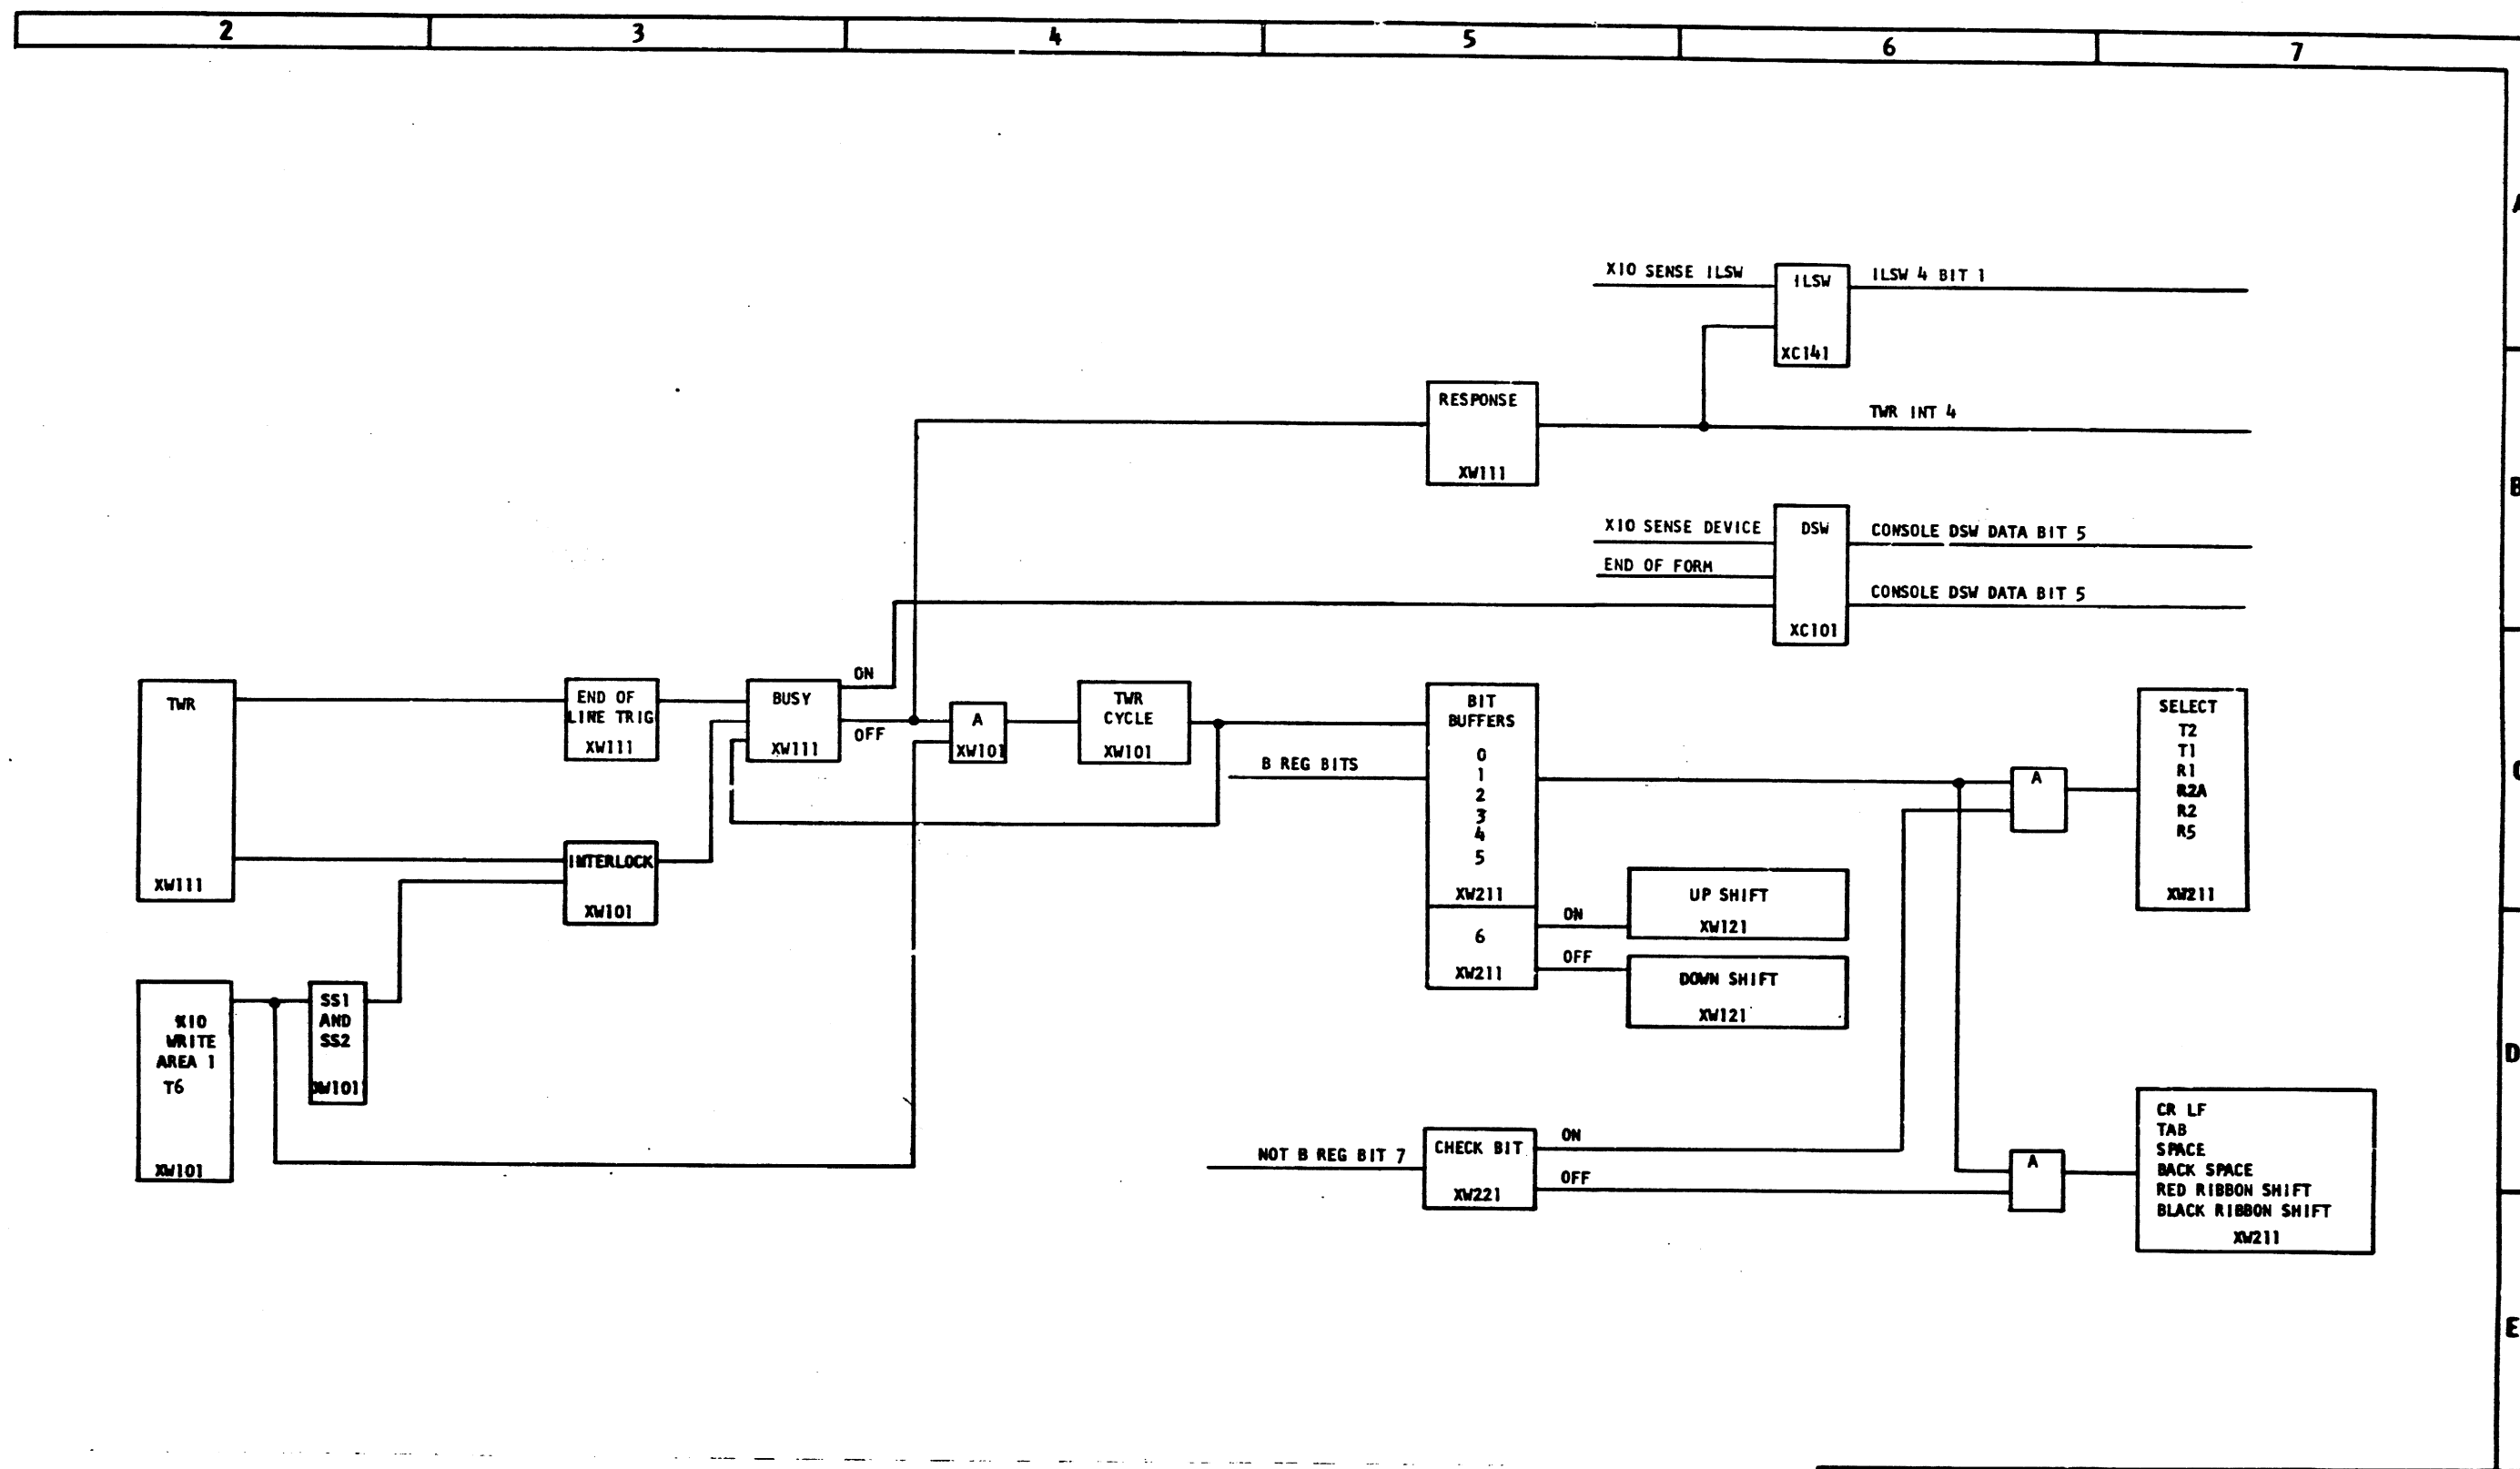 2 3 4 5 6 7
A
XIO SENSE ILSW
ILSW
XC141
ILSW 4 BIT 1
RESPONSE
XW111
TWR INT 4
B
XIO SENSE DEVICE
END OF FORM
DSW
XC101
CONSOLE DSW DATA BIT 5
CONSOLE DSW DATA BIT 5
TWR
XW111
END OF
LINE TRIG
XW111
BUSY
XW111
ON
OFF
A
XW101
TWR
CYCLE
XW101
B REG BITS
BIT
BUFFERS
0
1
2
3
4
5
XW211
6
XW211
ON
OFF
UP SHIFT
XW121
DOWN SHIFT
XW121
A
SELECT
T2
T1
R1
R2A
R2
R5
XW211
C
INTERLOCK
XW101
XIO
WRITE
AREA 1
T6
XW101
SS1
AND
SS2
XW101
D
NOT B REG BIT 7
CHECK BIT
XW221
ON
OFF
A
CR LF
TAB
SPACE
BACK SPACE
RED RIBBON SHIFT
BLACK RIBBON SHIFT
XW211
E